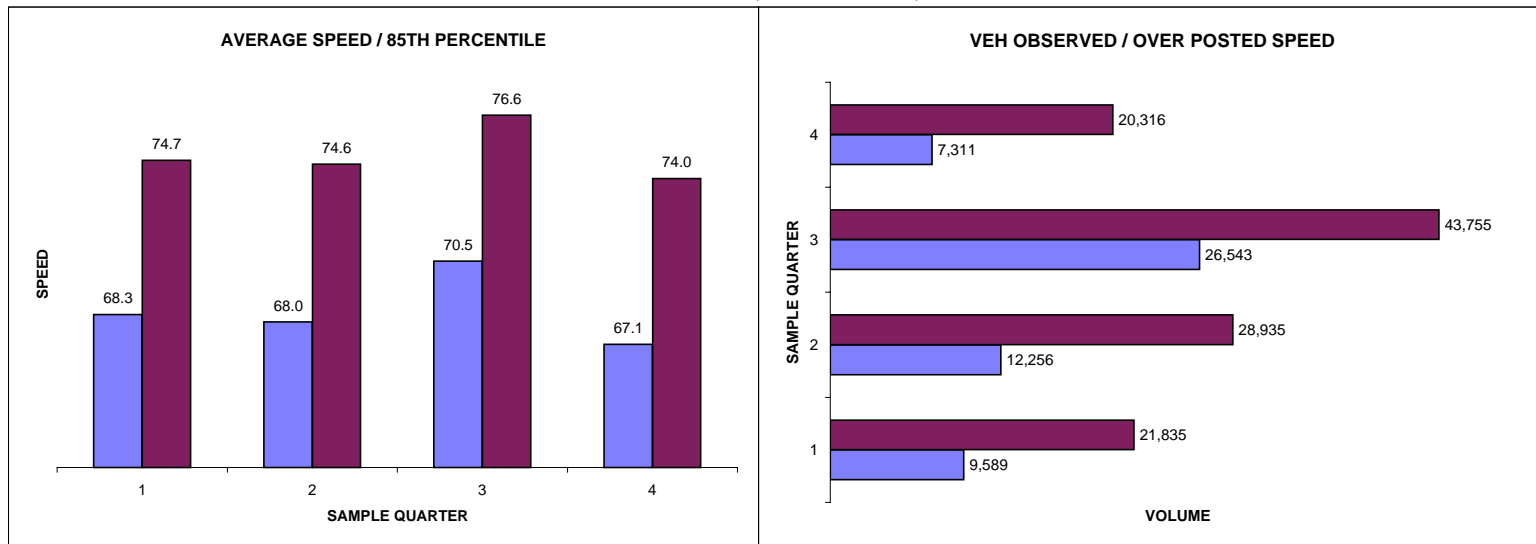 AVERAGE SPEED / 85TH PERCENTILE
76.6
74.7
74.6
74.0
70.5
68.3
68.0
67.1
SPEED
1 2 3 4
SAMPLE QUARTER
VEH OBSERVED / OVER POSTED SPEED
4
20,316
7,311
3
43,755
26,543
2
28,935
12,256
1
21,835
9,589
SAMPLE QUARTER
VOLUME